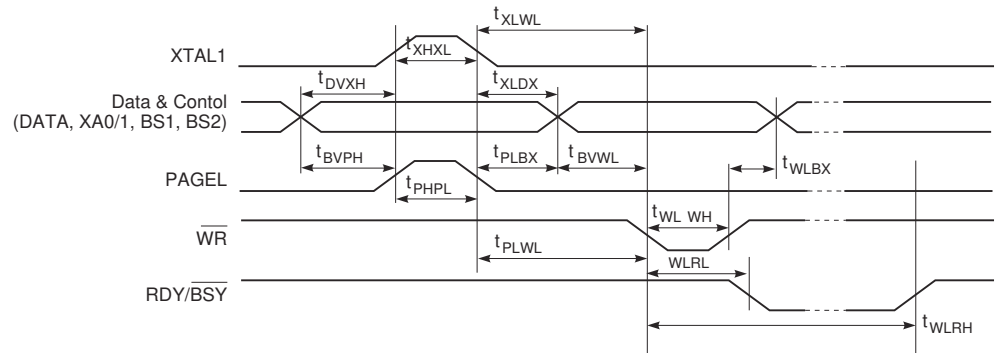 tXLWL
XTAL1
tXHXL
tDVXH
tXLDX
Data & Contol
(DATA, XA0/1, BS1, BS2)
tBVPH
tPLBX
tBVWL
tWLBX
PAGEL
tPHPL
tWL WH
WR
tPLWL
WLRL
RDY/BSY
tWLRH